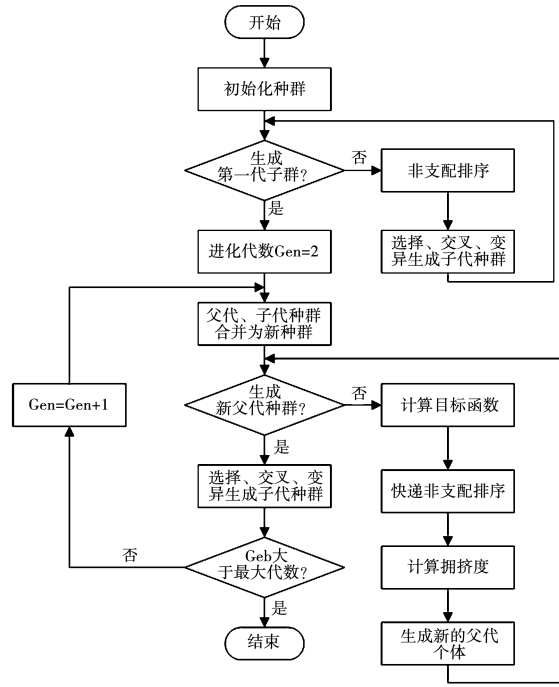 开始
初始化种群
生成
第一代子群?
否
非支配排序
是
选择、交叉、变
异生成子代种群
进化代数Gen=2
父代、子代种群
合并为新种群
生成
新父代种群?
否
计算目标函数
Gen=Gen+1
是
选择、交叉、变
异生成子代种群
快递非支配排序
Geb大
于最大代数?
否
计算拥挤度
是
结束
生成新的父代
个体